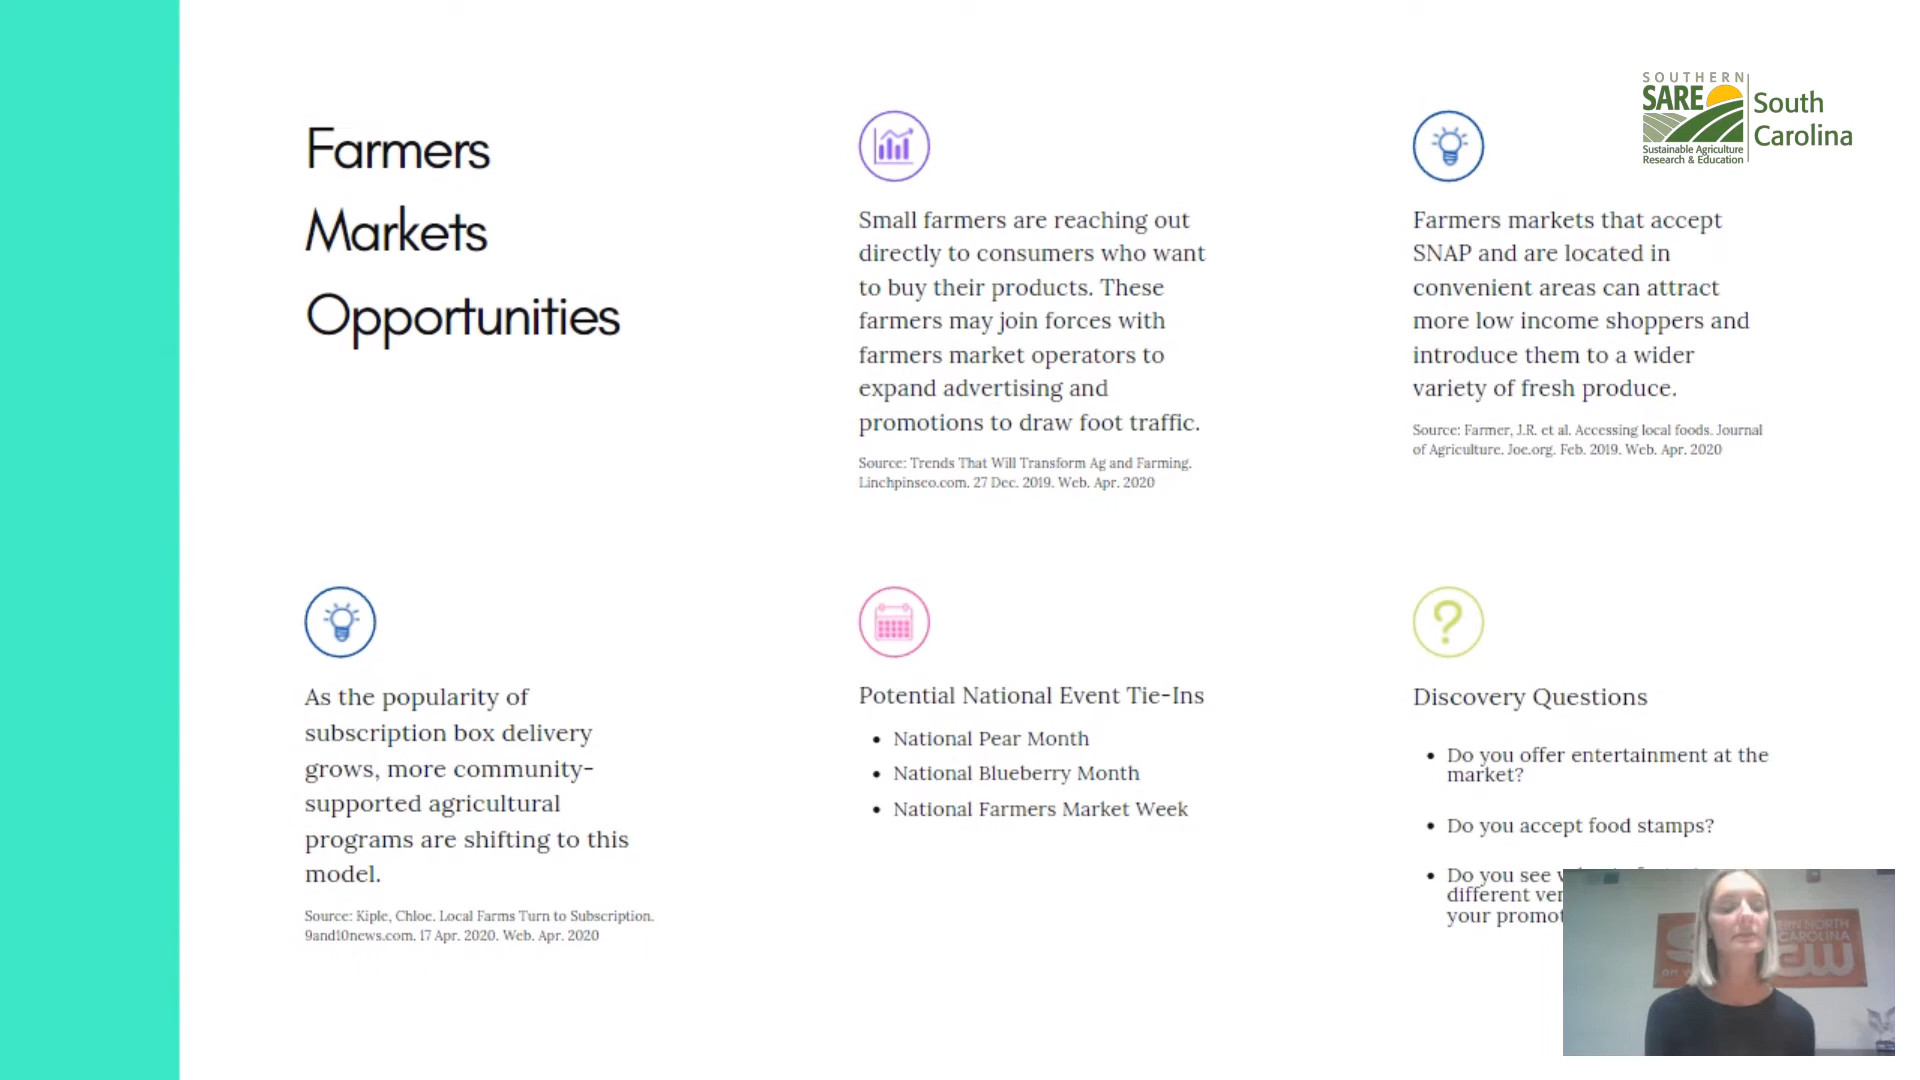 Farmers
Markets
Opportunities
Small farmers are reaching out
directly to consumers who want
to buy their products. These
farmers may join forces with
farmers market operators to
expand advertising and
promotions to draw foot traffic.
Source: Trends That Will Transform Ag and Farming.
Linchpinseo.com. 27 Dec. 2019. Web. Apr. 2020
SOUTHERN
SARE
Sustainable Agriculture
Research & Education
South
Carolina
Farmers markets that accept
SNAP and are located in
convenient areas can attract
more low income shoppers and
introduce them to a wider
variety of fresh produce.
Source: Farmer, J.R. et al. Accessing local foods. Journal
of Agriculture. Joe.org. Feb. 2019. Web. Apr. 2020
As the popularity of
subscription box delivery
grows, more community-
supported agricultural
programs are shifting to this
model.
Source: Kiple, Chloe. Local Farms Turn to Subscription.
9and10news.com. 17 Apr. 2020. Web. Apr. 2020
Potential National Event Tie-Ins
• National Pear Month
• National Blueberry Month
• National Farmers Market Week
Discovery Questions
• Do you offer entertainment at the
market?
• Do you accept food stamps?
• Do you see
different
your
NORTH
CAROLINA
CW